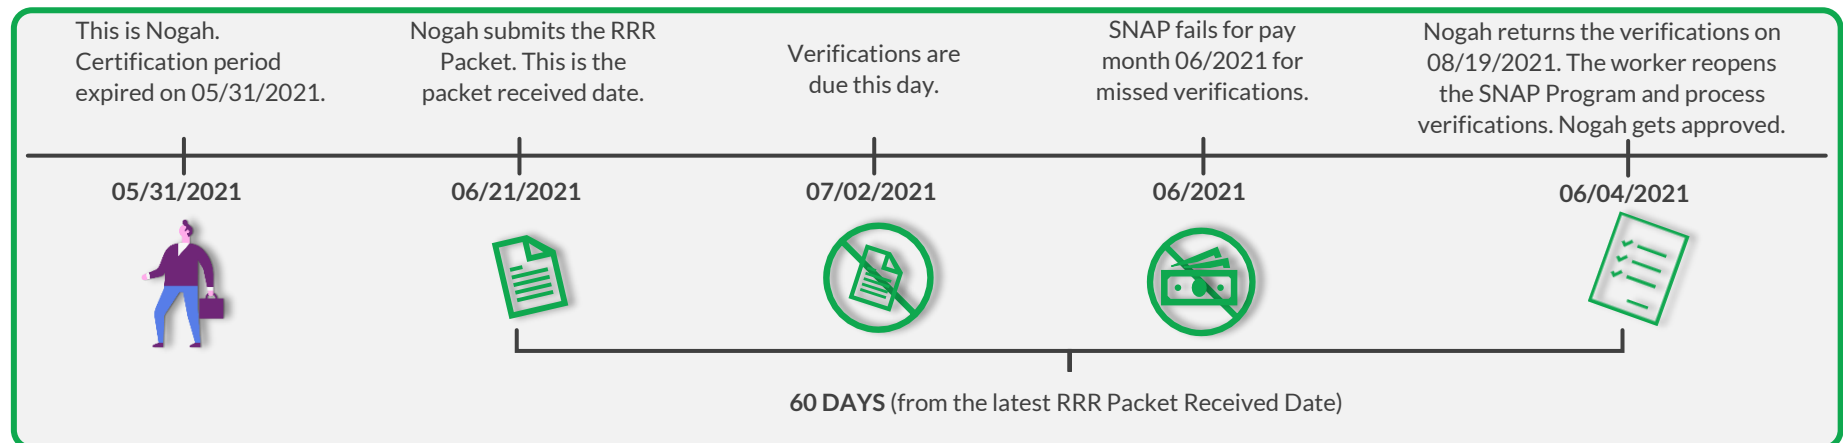 This is Nogah.
Certification period
expired on 05/31/2021.
Nogah submits the RRR
Packet. This is the
packet received date.
Verifications are
due this day.
SNAP fails for pay
month 06/2021 for
missed verifications.
Nogah returns the verifications on
08/19/2021. The worker reopens
the SNAP Program and process
verifications. Nogah gets approved.
05/31/2021
06/21/2021
07/02/2021
06/2021
06/04/2021
60 DAYS (from the latest RRR Packet Received Date)